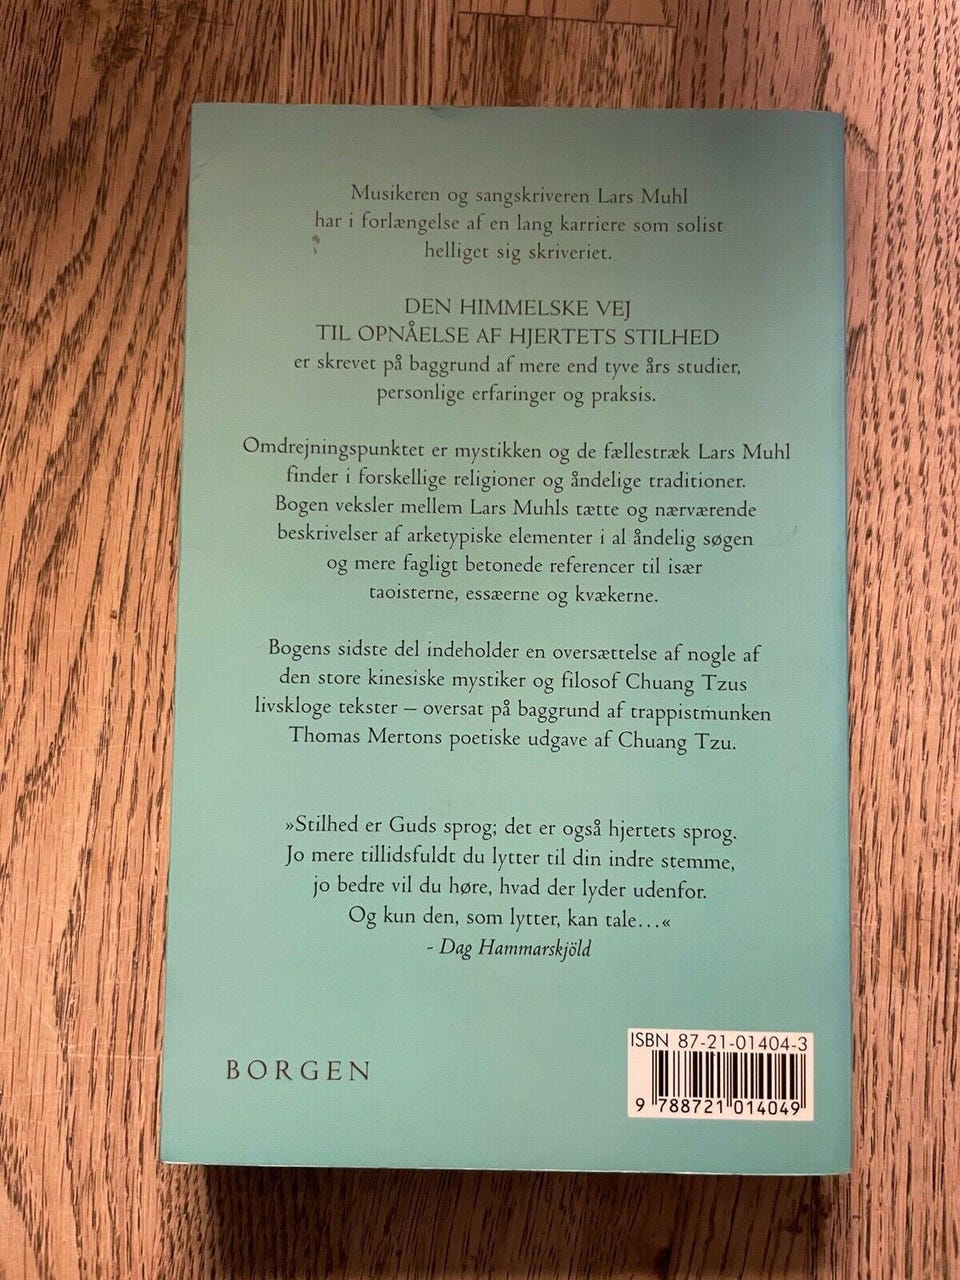 Musikeren og sangskriveren Lars Muhl
har i forlængelse af en lang karriere som solist
helliget sig skriveriet.
DEN HIMMELSKE VEJ
TIL OPNÅELSE AF HJERTETS STILHED
er skrevet på baggrund af mere end tyve års studier,
personlige erfaringer og praksis.
Omdrejningspunktet er mystikken og de fællestræk Lars Muhl
finder i forskellige religioner og åndelige traditioner.
Bogen veksler mellem Lars Muhls tætte og nærværende
beskrivelser af arketypiske elementer i al åndelig søgen
og mere fagligt betonede referencer til især
taoisterne, essæerne og kvækerne.
Bogens sidste del indeholder en oversættelse af nogle af
den store kinesiske mystiker og filosof Chuang Tzus
livskloge tekster – oversat på baggrund af trappistmunken
Thomas Mertons poetiske udgave af Chuang Tzu.
»Stilhed er Guds sprog; det er også hjertets sprog.
Jo mere tillidsfuldt du lytter til din indre stemme,
jo bedre vil du høre, hvad der lyder udenfor.
Og kun den, som lytter, kan tale...«
- Dag Hammarskjöld
BORGEN
ISBN 87-21-01404-3
9 788721 014049